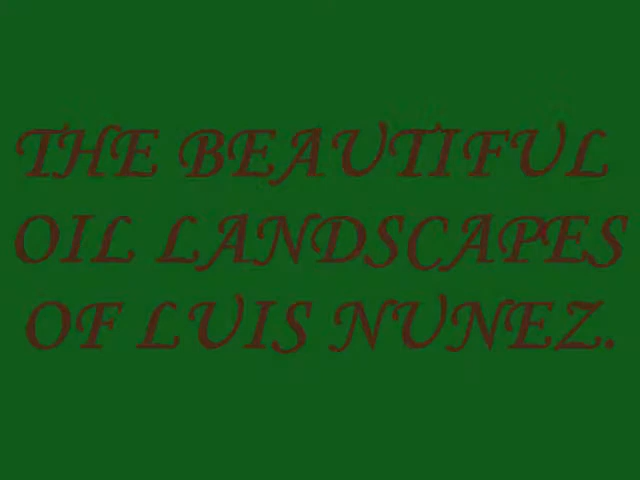 THE BEAUTIFUL
OIL LANDSCAPES
OF LUIS NUNEZ.